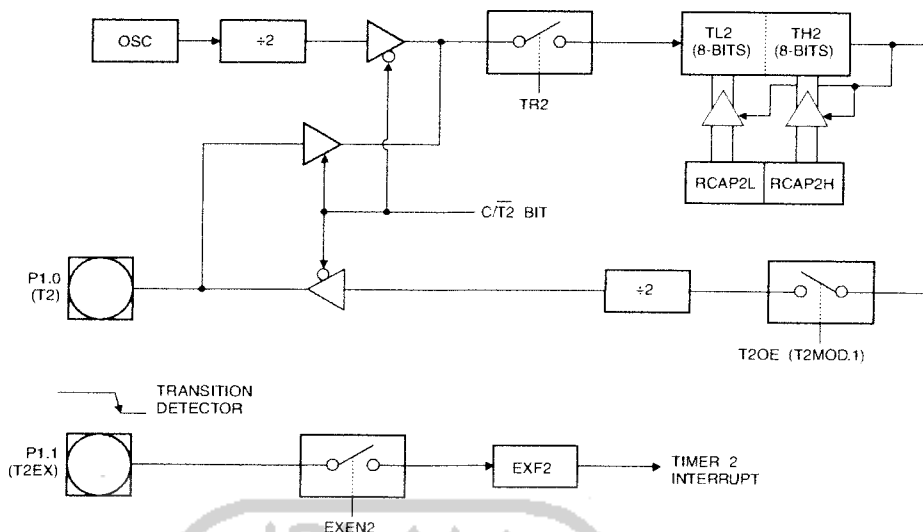 OSC
÷2
TR2
TL2
(8-BITS)
TH2
(8-BITS)
RCAP2L
RCAP2H
C/T2 BIT
P1.0
(T2)
÷2
T2OE (T2MOD.1)
TRANSITION
DETECTOR
P1.1
(T2EX)
EXEN2
EXF2
TIMER 2
INTERRUPT